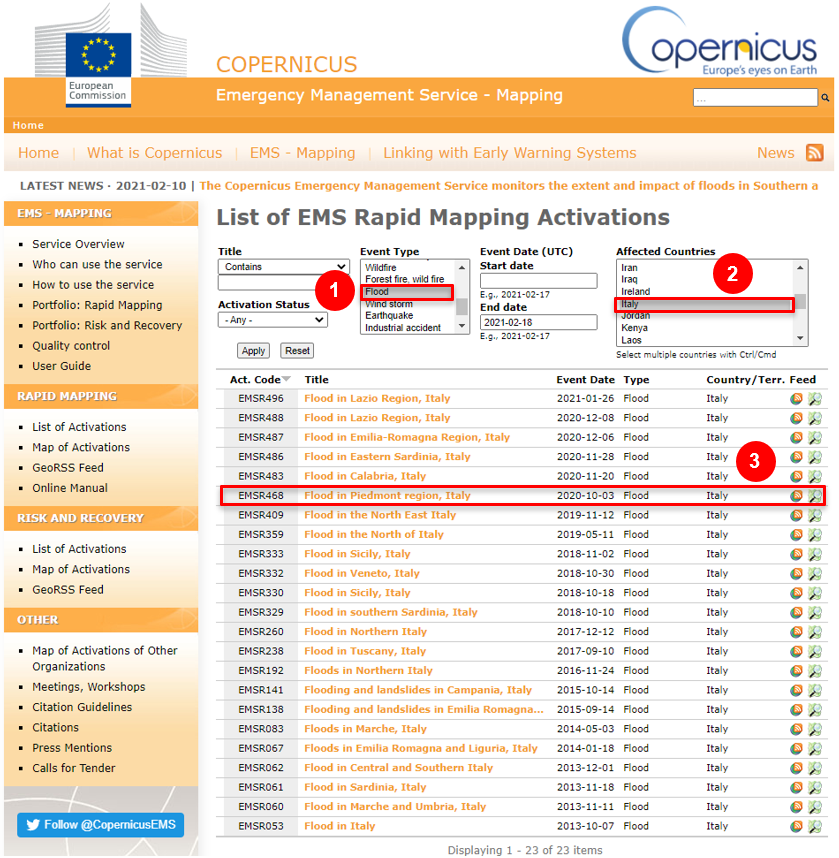 European
Commission
COPERNICUS
Emergency Management Service - Mapping
opernicus
Europe's eyes on Earth
...
Home
Home | What is Copernicus | EMS - Mapping | Linking with Early Warning Systems
News
LATEST NEWS · 2021-02-10 | The Copernicus Emergency Management Service monitors the extent and impact of floods in Southern a
EMS - MAPPING
Service Overview
Who can use the service
How to use the service
Portfolio: Rapid Mapping
Portfolio: Risk and Recovery
Quality control
User Guide
RAPID MAPPING
List of Activations
Map of Activations
GeoRSS Feed
Online Manual
RISK AND RECOVERY
List of Activations
Map of Activations
GeoRSS Feed
OTHER
Map of Activations of Other
Organizations
Meetings, Workshops
Citation Guidelines
Citations
Press Mentions
Calls for Tender
Follow @CopernicusEMS
List of EMS Rapid Mapping Activations
Title
Contains
Activation Status
- Any -
Apply Reset
1
Event Type
Wildfire
Forest fire, wild fire
Flood
Wind storm
Earthquake
Industrial accident
Event Date (UTC)
Start date
E.g., 2021-02-17
End date
2021-02-18
E.g., 2021-02-17
Affected Countries
2
Iran
Iraq
Ireland
Italy
Jordan
Kenya
Laos
Select multiple countries with Ctrl/Cmd
Act. Code Title Event Date Type Country/Terr. Feed
EMSR496 Flood in Lazio Region, Italy 2021-01-26 Flood Italy
EMSR488 Flood in Lazio Region, Italy 2020-12-08 Flood Italy
EMSR487 Flood in Emilia-Romagna Region, Italy 2020-12-06 Flood Italy
EMSR486 Flood in Eastern Sardinia, Italy 2020-11-28 Flood Italy
EMSR483 Flood in Calabria, Italy 2020-11-20 Flood Italy
3
EMSR468 Flood in Piedmont region, Italy 2020-10-03 Flood Italy
EMSR409 Flood in the North East Italy 2019-11-12 Flood Italy
EMSR359 Flood in the North of Italy 2019-05-11 Flood Italy
EMSR333 Flood in Sicily, Italy 2018-11-02 Flood Italy
EMSR332 Flood in Veneto, Italy 2018-10-30 Flood Italy
EMSR330 Flood in Sicily, Italy 2018-10-18 Flood Italy
EMSR329 Flood in southern Sardinia, Italy 2018-10-10 Flood Italy
EMSR260 Flood in Northern Italy 2017-12-12 Flood Italy
EMSR238 Flood in Tuscany, Italy 2017-09-10 Flood Italy
EMSR192 Floods in Northern Italy 2016-11-24 Flood Italy
EMSR141 Flooding and landslides in Campania, Italy 2015-10-14 Flood Italy
EMSR138 Flooding and landslides in Emilia Romagna... 2015-09-14 Flood Italy
EMSR083 Floods in Marche, Italy 2014-05-03 Flood Italy
EMSR067 Floods in Emilia Romagna and Liguria, Italy 2014-01-18 Flood Italy
EMSR062 Flood in Central and Southern Italy 2013-12-01 Flood Italy
EMSR061 Flood in Sardinia, Italy 2013-11-18 Flood Italy
EMSR060 Flood in Marche and Umbria, Italy 2013-11-11 Flood Italy
EMSR053 Flood in Italy 2013-10-07 Flood Italy
Displaying 1 - 23 of 23 items